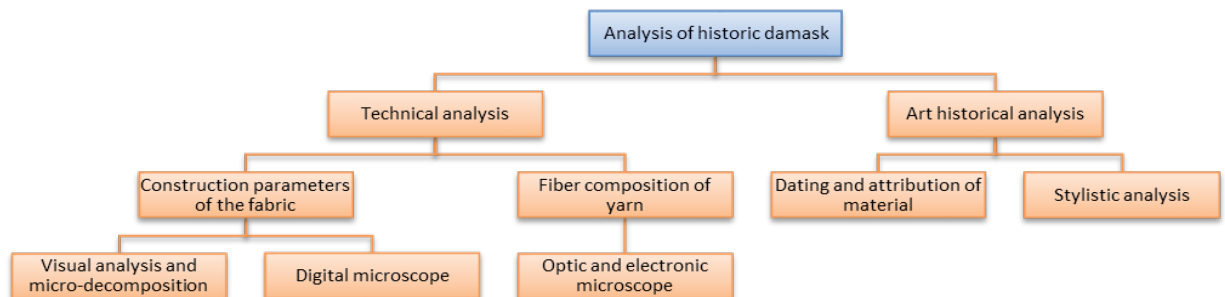 Analysis of historic damask
Technical analysis
Art historical analysis
Construction parameters
of the fabric
Fiber composition of
yarn
Dating and attribution of
material
Stylistic analysis
Visual analysis and
micro-decomposition
Digital microscope
Optic and electronic
microscope